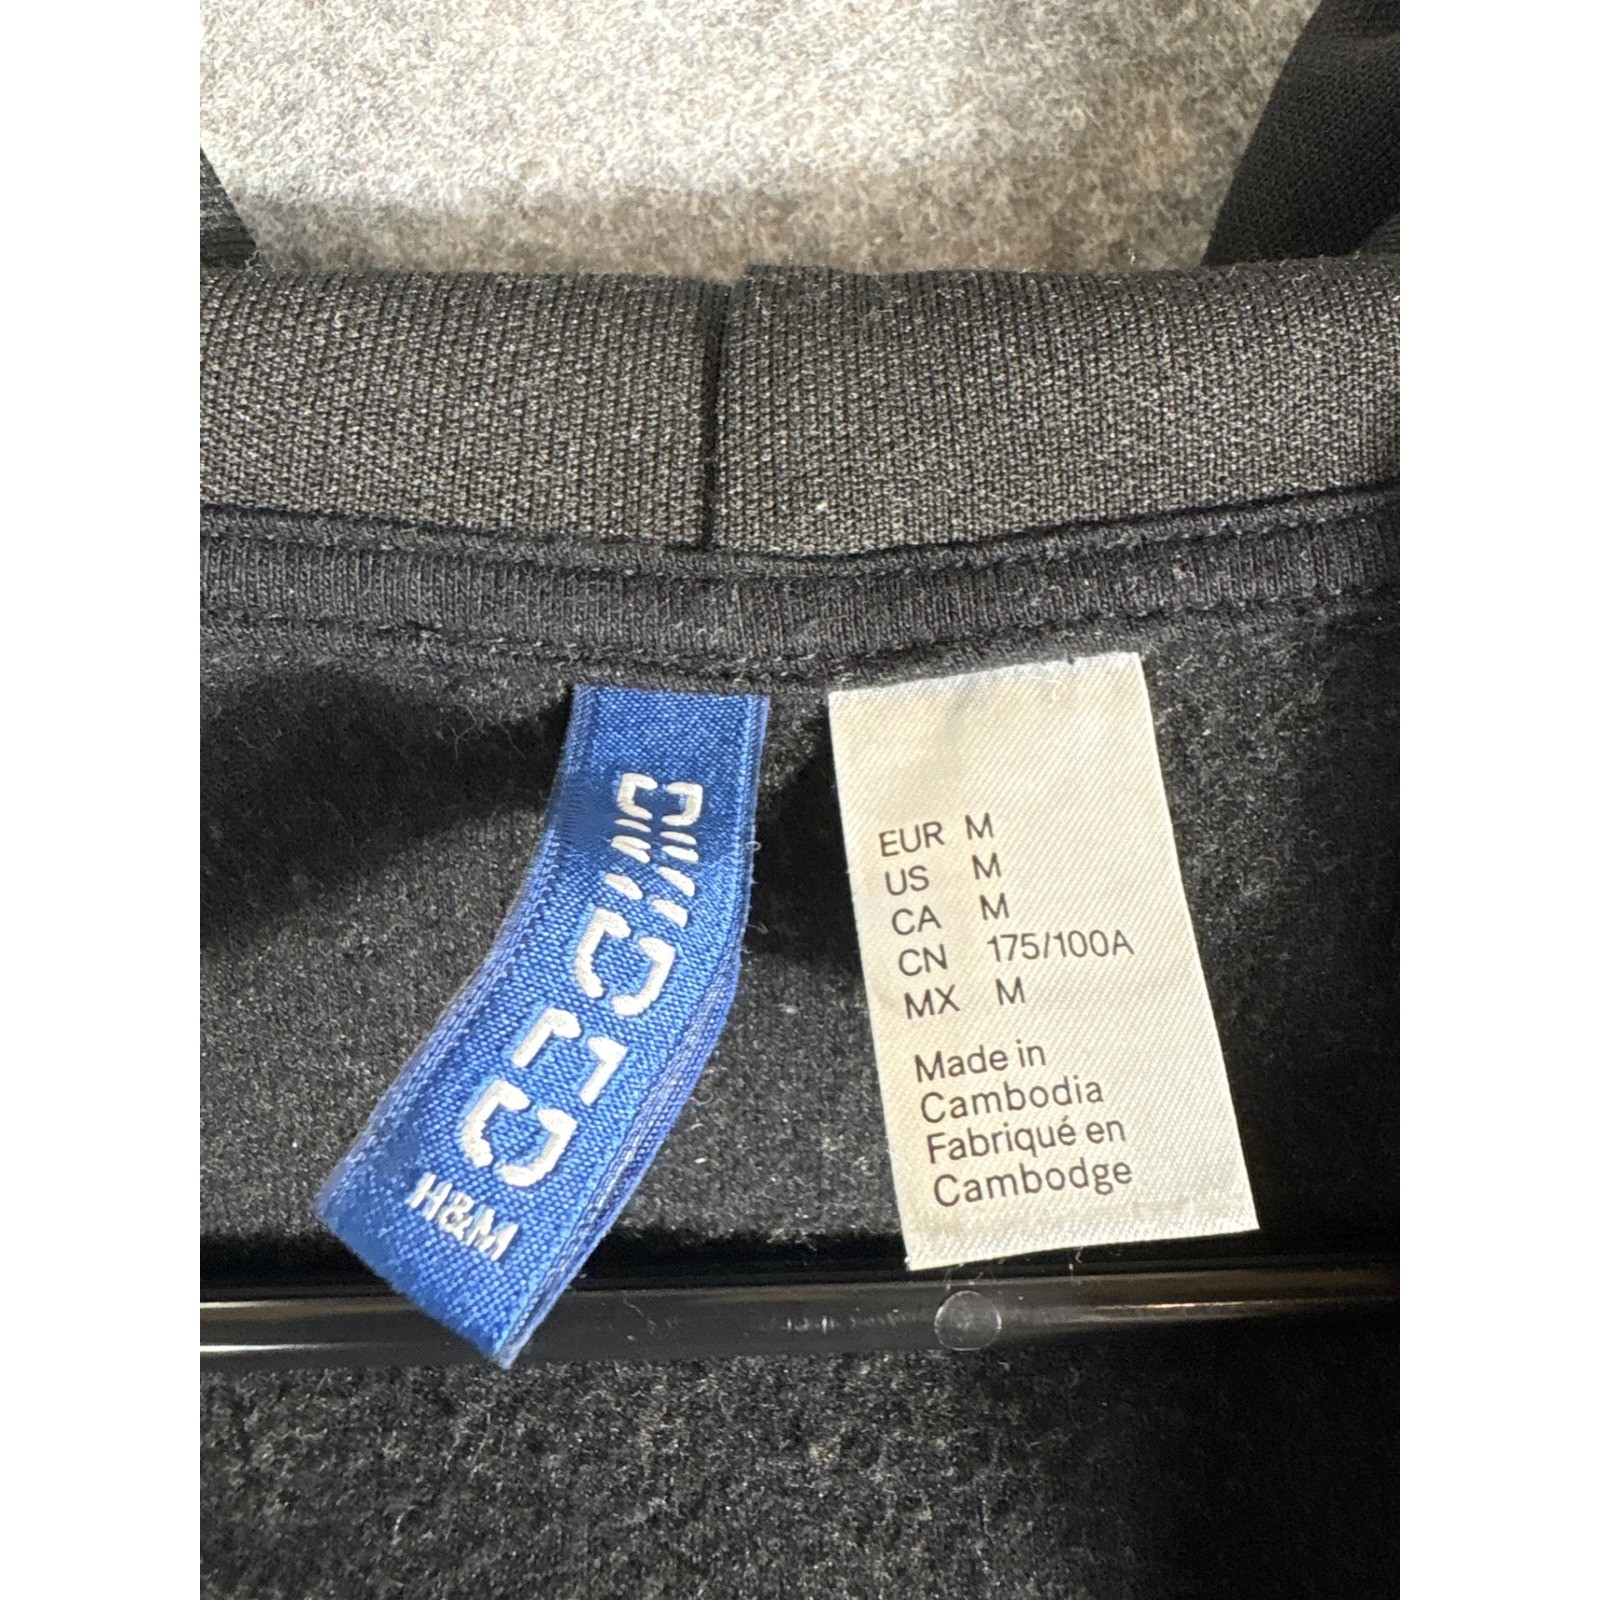 DIVIDED
H&M
EUR M
US M
CA M
CN 175/100A
MX M
Made in
Cambodia
Fabriqué en
Cambodge